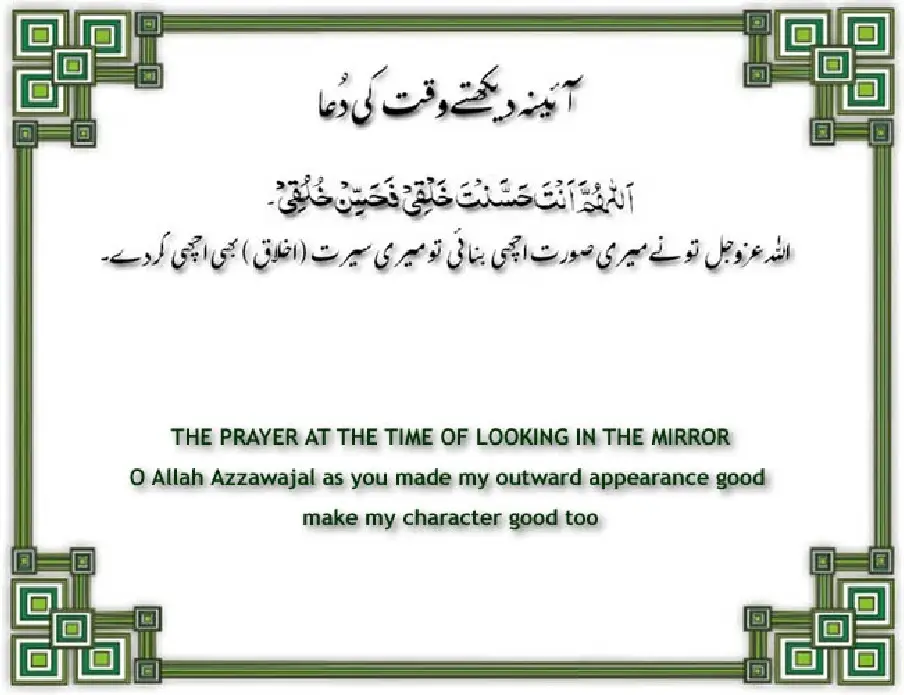 آئینہ دیکھتے وقت کی دُعا
اَللّٰهُمَّ اَنْتَ حَسَّنْتَ خَلْقِیْ فَحَسِّنْ خُلُقِیْ۔
اللہ عزوجل تو نے میری صورت اچھی بنائی تو میری سیرت (اخلاق) بھی اچھی کردے۔
THE PRAYER AT THE TIME OF LOOKING IN THE MIRROR
O Allah Azzawajal as you made my outward appearance good
make my character good too